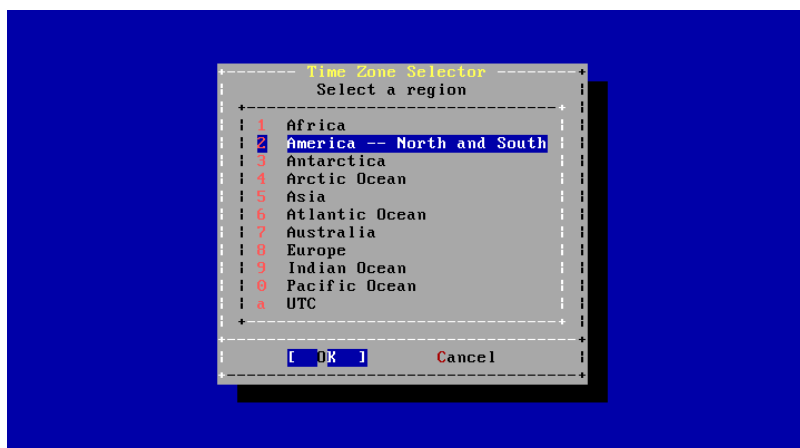 Time Zone Selector
Select a region
1 Africa
2 America -- North and South
3 Antarctica
4 Arctic Ocean
5 Asia
6 Atlantic Ocean
7 Australia
8 Europe
9 Indian Ocean
0 Pacific Ocean
a UTC
[ OK ] Cancel